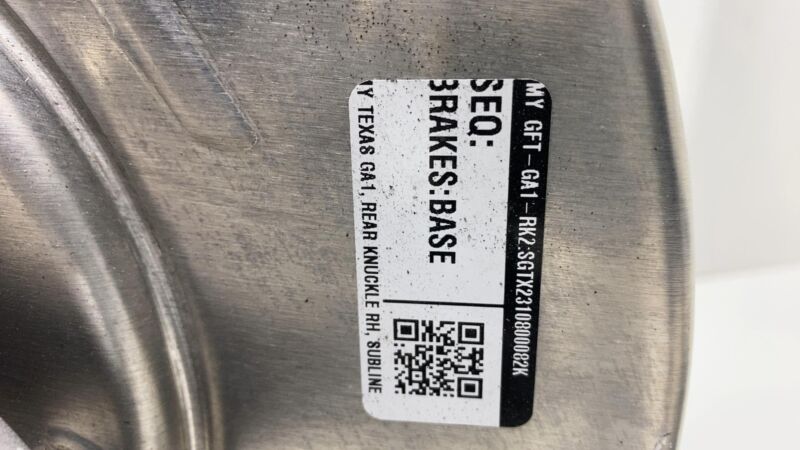 MY GFT-GA1-RK2:SGTX2310800082K
SEQ:
BRAKES:BASE
Y TEXAS GA1, REAR KNUCKLE RH, SUBLINE